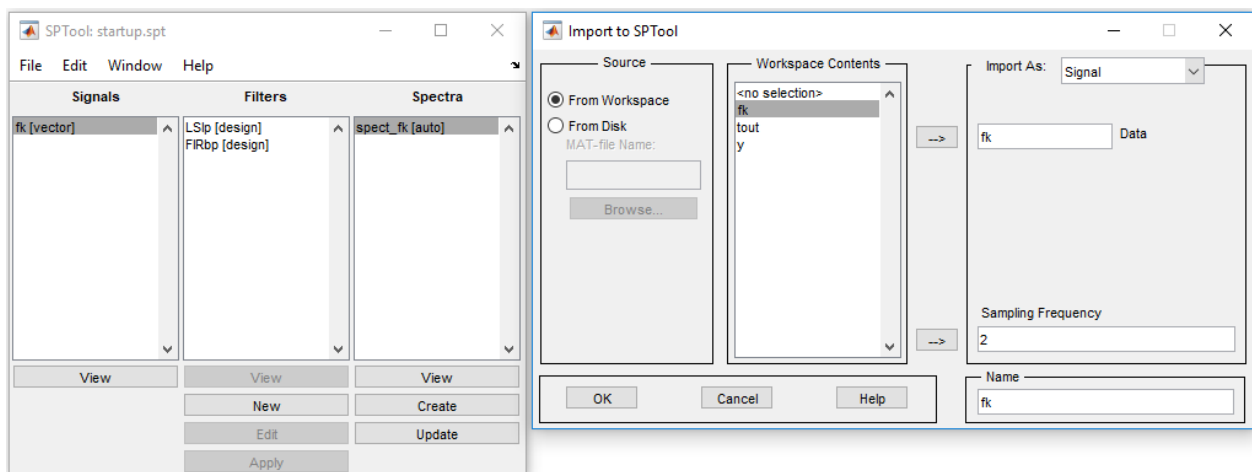 SPTool: startup.spt
File Edit Window Help
Signals Filters Spectra
fk [vector]
LSlp [design]
FIRbp [design]
spect_fk [auto]
View View View
New Create
Edit Update
Apply
Import to SPTool
Source
From Workspace
From Disk
MAT-file Name:
Browse...
Workspace Contents
<no selection>
fk
tout
y
-->
-->
Import As: Signal
fk Data
Sampling Frequency
2
OK Cancel Help
Name
fk